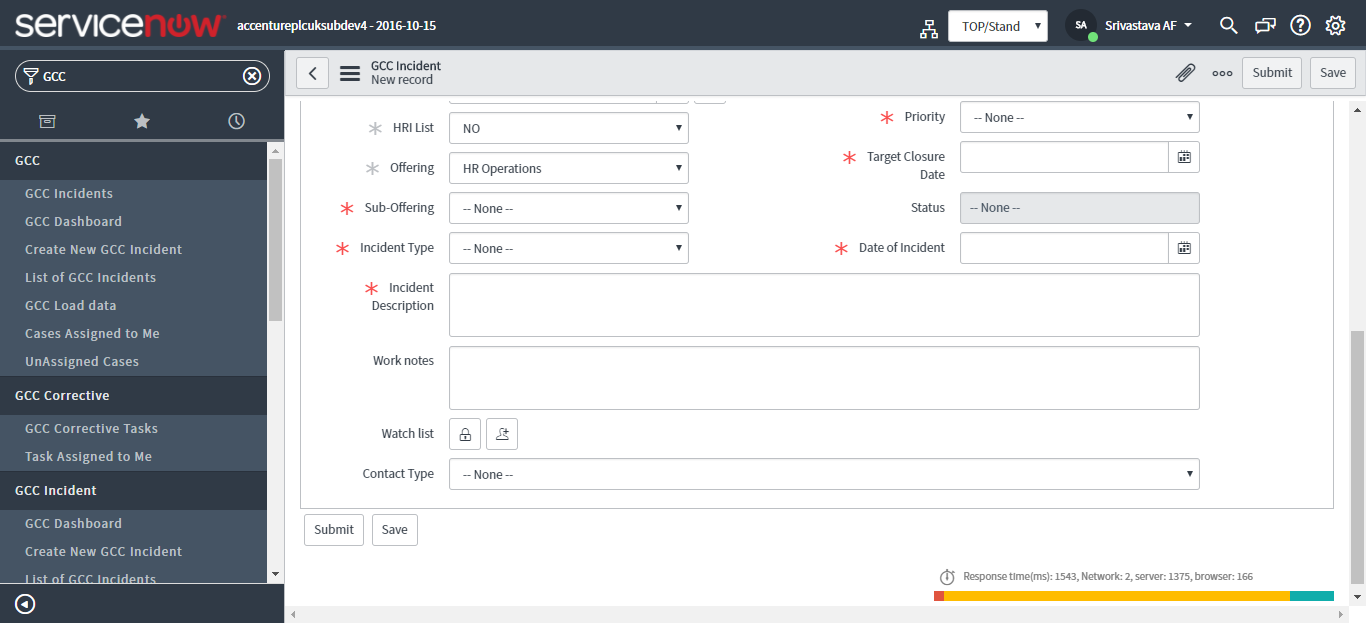 servicenow accentureplcuksubdev4 - 2016-10-15 TOP/Stand SA Srivastava AF
GCC
GCC
GCC Incidents
GCC Dashboard
Create New GCC Incident
List of GCC Incidents
GCC Load data
Cases Assigned to Me
UnAssigned Cases
GCC Corrective
GCC Corrective Tasks
Task Assigned to Me
GCC Incident
GCC Dashboard
Create New GCC Incident
List of GCC Incidents
GCC Incident
New record
Submit Save
HRI List NO
Offering HR Operations
Sub-Offering -- None --
Incident Type -- None --
Priority -- None --
Target Closure
Date
Status -- None --
Date of Incident
Incident
Description
Work notes
Watch list
Contact Type -- None --
Submit Save
Response time(ms): 1543, Network: 2, server: 1375, browser: 166